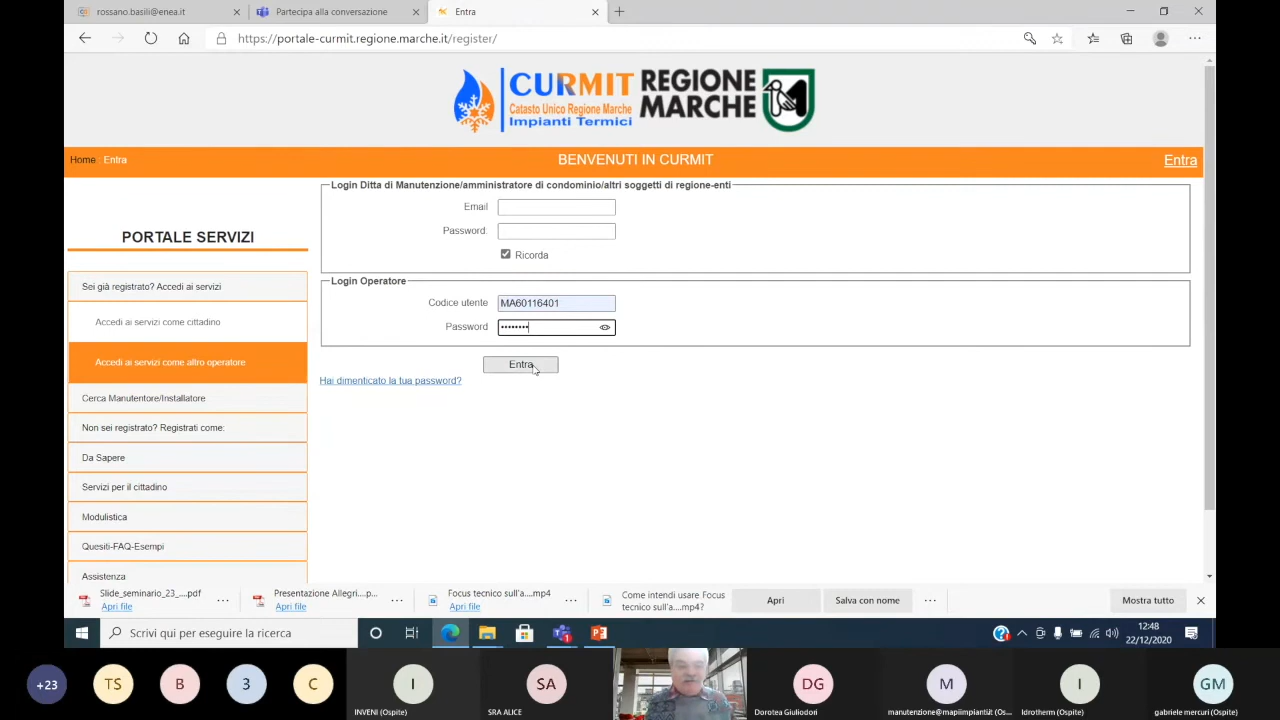 rossano.basili@enea.it
Partecipa alla conversazione
Entra
https://portale-curmit.regione.marche.it/register/
CURMIT
Catasto Unico Regione Marche
Impianti Termici
REGIONE
MARCHE
Home Entra
BENVENUTI IN CURMIT
Entra
Login Ditta di Manutenzione/amministratore di condominio/altri soggetti di regione-enti
Email
Password:
Ricorda
Login Operatore
Codice utente MA60116401
Password ••••••••
Entra
Hai dimenticato la tua password?
PORTALE SERVIZI
Sei già registrato? Accedi ai servizi
Accedi ai servizi come cittadino
Accedi ai servizi come altro operatore
Cerca Manutentore/Installatore
Non sei registrato? Registrati come:
Da Sapere
Servizi per il cittadino
Modulistica
Quesiti-FAQ-Esempi
Assistenza
Slide_seminario_23_....pdf
Apri file
Presentazione Allegri....p...
Apri file
Focus tecnico sull'a....mp4
Apri file
Come intendi usare Focus
tecnico sull'a....mp4?
Apri
Salva con nome
Mostra tutto
Scrivi qui per eseguire la ricerca
12:48
22/12/2020
+23
TS
B
3
C
I
INVENI (Ospite)
SA
SRA ALICE
DG
Dorotea Giuliodori
M
manutenzione@mapiimpianti.it (Os...
I
Idrotherm (Ospite)
GM
gabriele mercuri (Ospite)